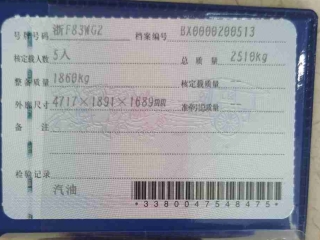 号牌号码 浙F83WG2 档案编号 BX0000200513
核定载人数 5人 总质量 2510kg
整备质量 1860kg 核定载质量 --
外廓尺寸 4717×1891×1689mm 准牵引总质量 --
备注
检验记录
汽油
*3380047548475*